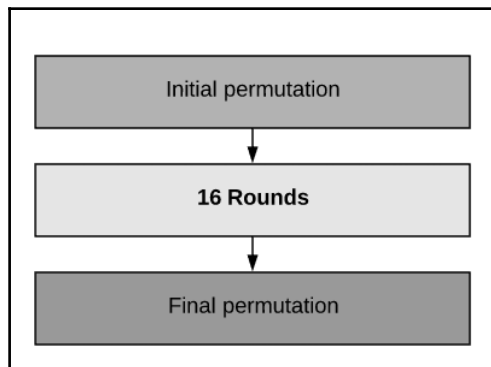 Initial permutation
16 Rounds
Final permutation